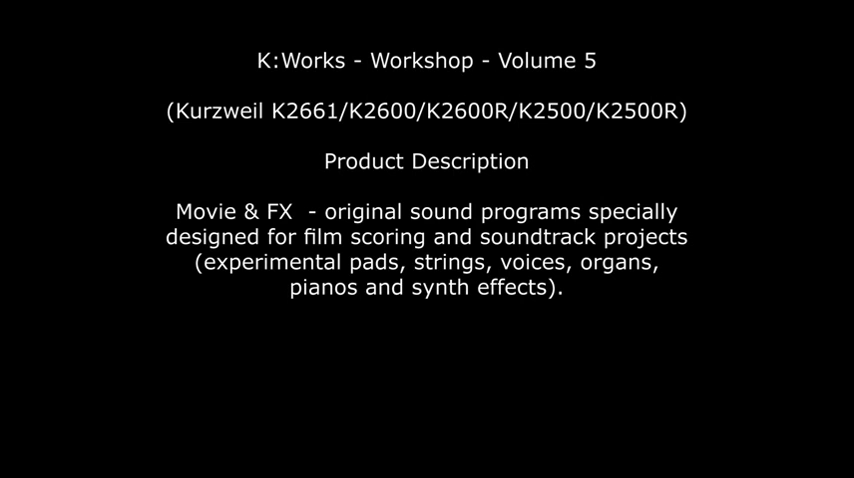 K:Works - Workshop - Volume 5
(Kurzweil K2661/K2600/K2600R/K2500/K2500R)
Product Description
Movie & FX  - original sound programs specially
designed for film scoring and soundtrack projects
(experimental pads, strings, voices, organs,
pianos and synth effects).